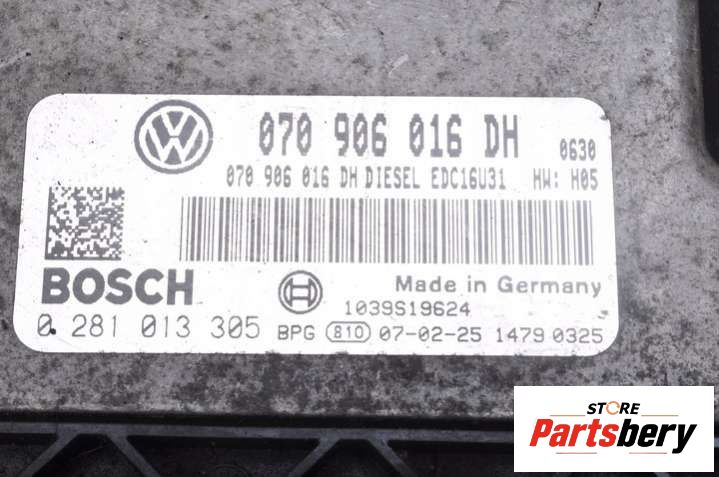 070 906 016 DH 0630
070 906 016 DH DIESEL EDC16U31 HW: H05
BOSCH Made in Germany
1039S19624
0 281 013 305 BPG 810 07-02-25 1479 0325
STORE
Partsbery